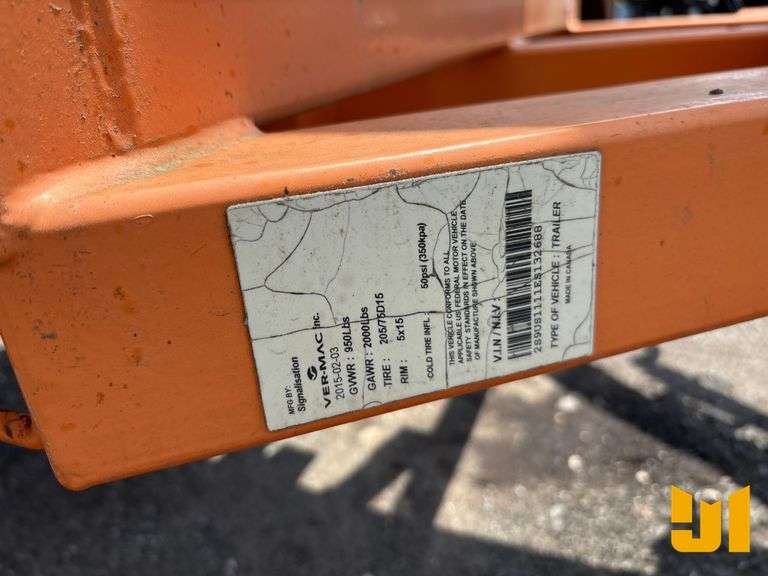 MFG BY:
Signalisation
VER-MAC Inc.
2015-02-03
GVWR : 950Lbs
GAWR : 2000Lbs
TIRE : 205/75D15
RIM : 5x15
COLD TIRE INFL : 50psi (350kpa)
THIS VEHICLE CONFORMS TO ALL
APPLICABLE US FEDERAL MOTOR VEHICLE
SAFETY STANDARDS IN EFFECT ON THE DATE
OF MANUFACTURE SHOWN ABOVE
V.I.N / N.I.V :
2S9US1111ES132688
TYPE OF VEHICLE : TRAILER
MADE IN CANADA